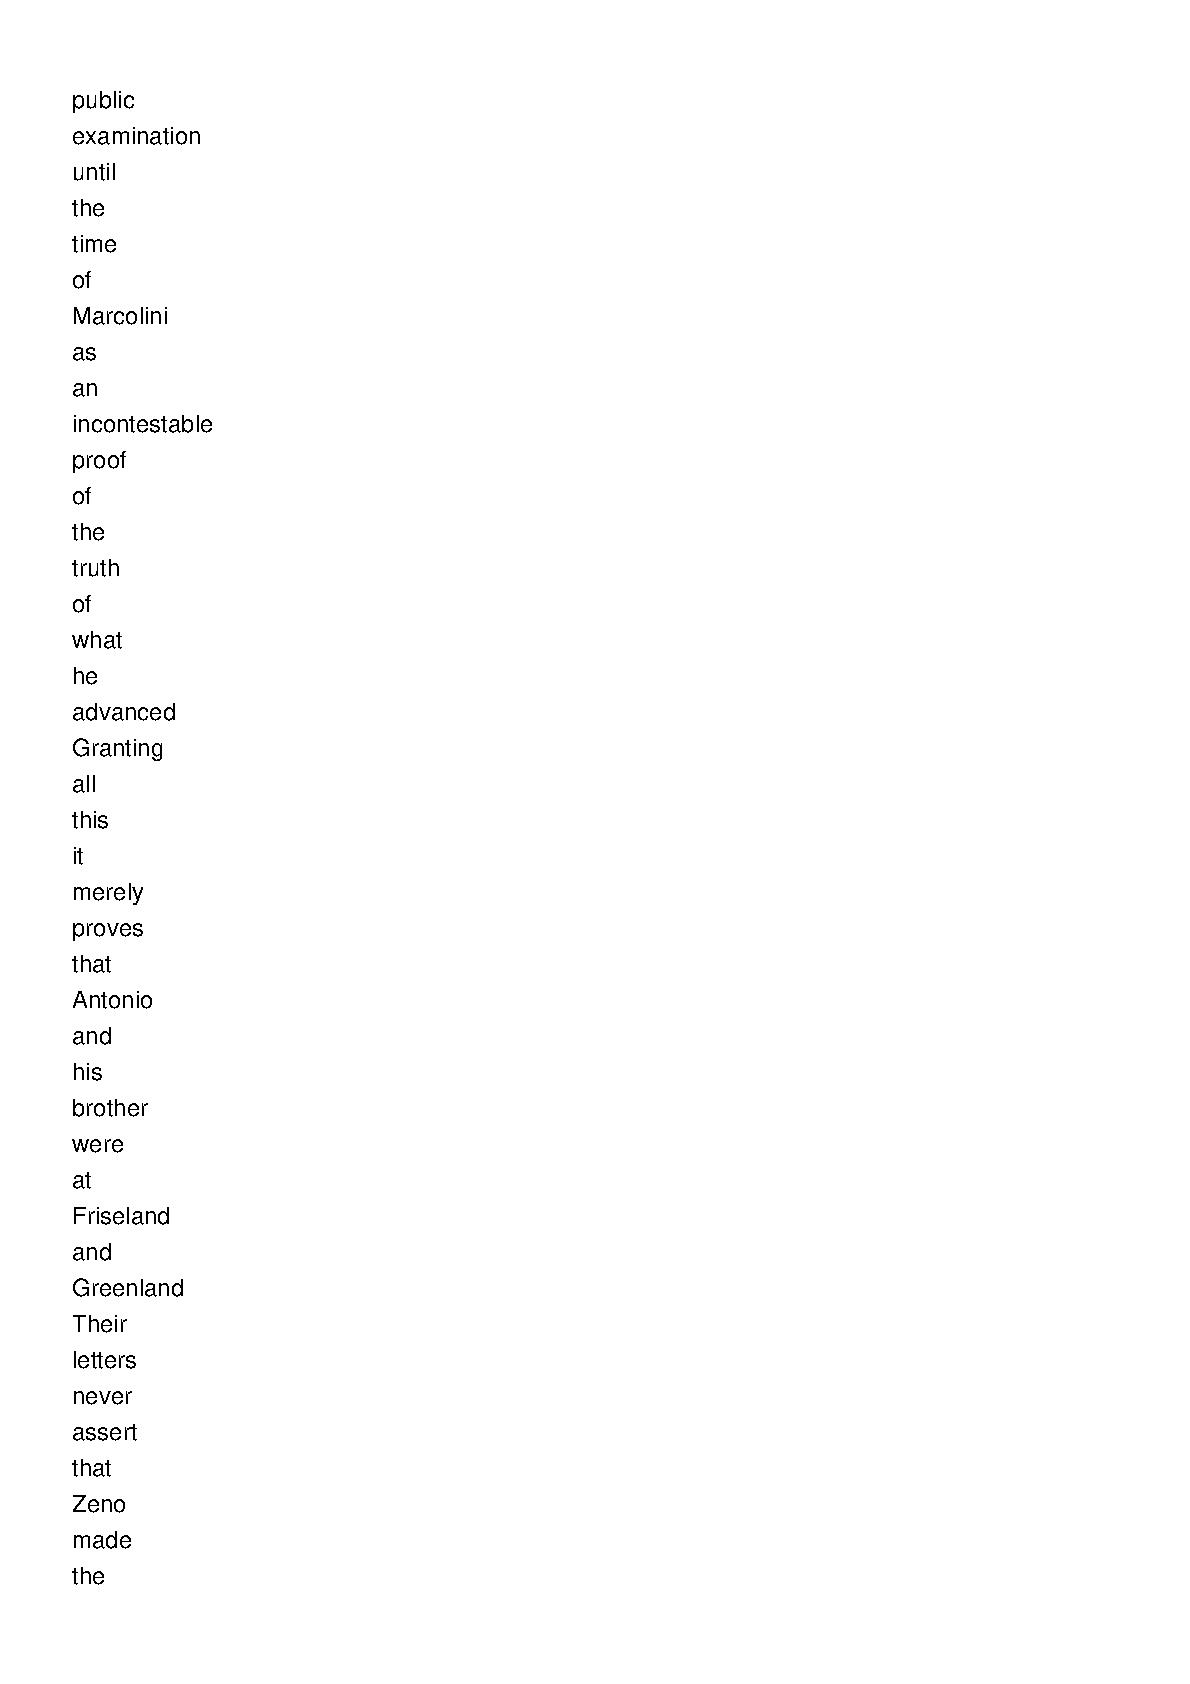 public
examination
until
the
time
of
Marcolini
as
an
incontestable
proof
of
the
truth
of
what
he
advanced
Granting
all
this
it
merely
proves
that
Antonio
and
his
brother
were
at
Friseland
and
Greenland
Their
letters
never
assert
that
Zeno
made
the